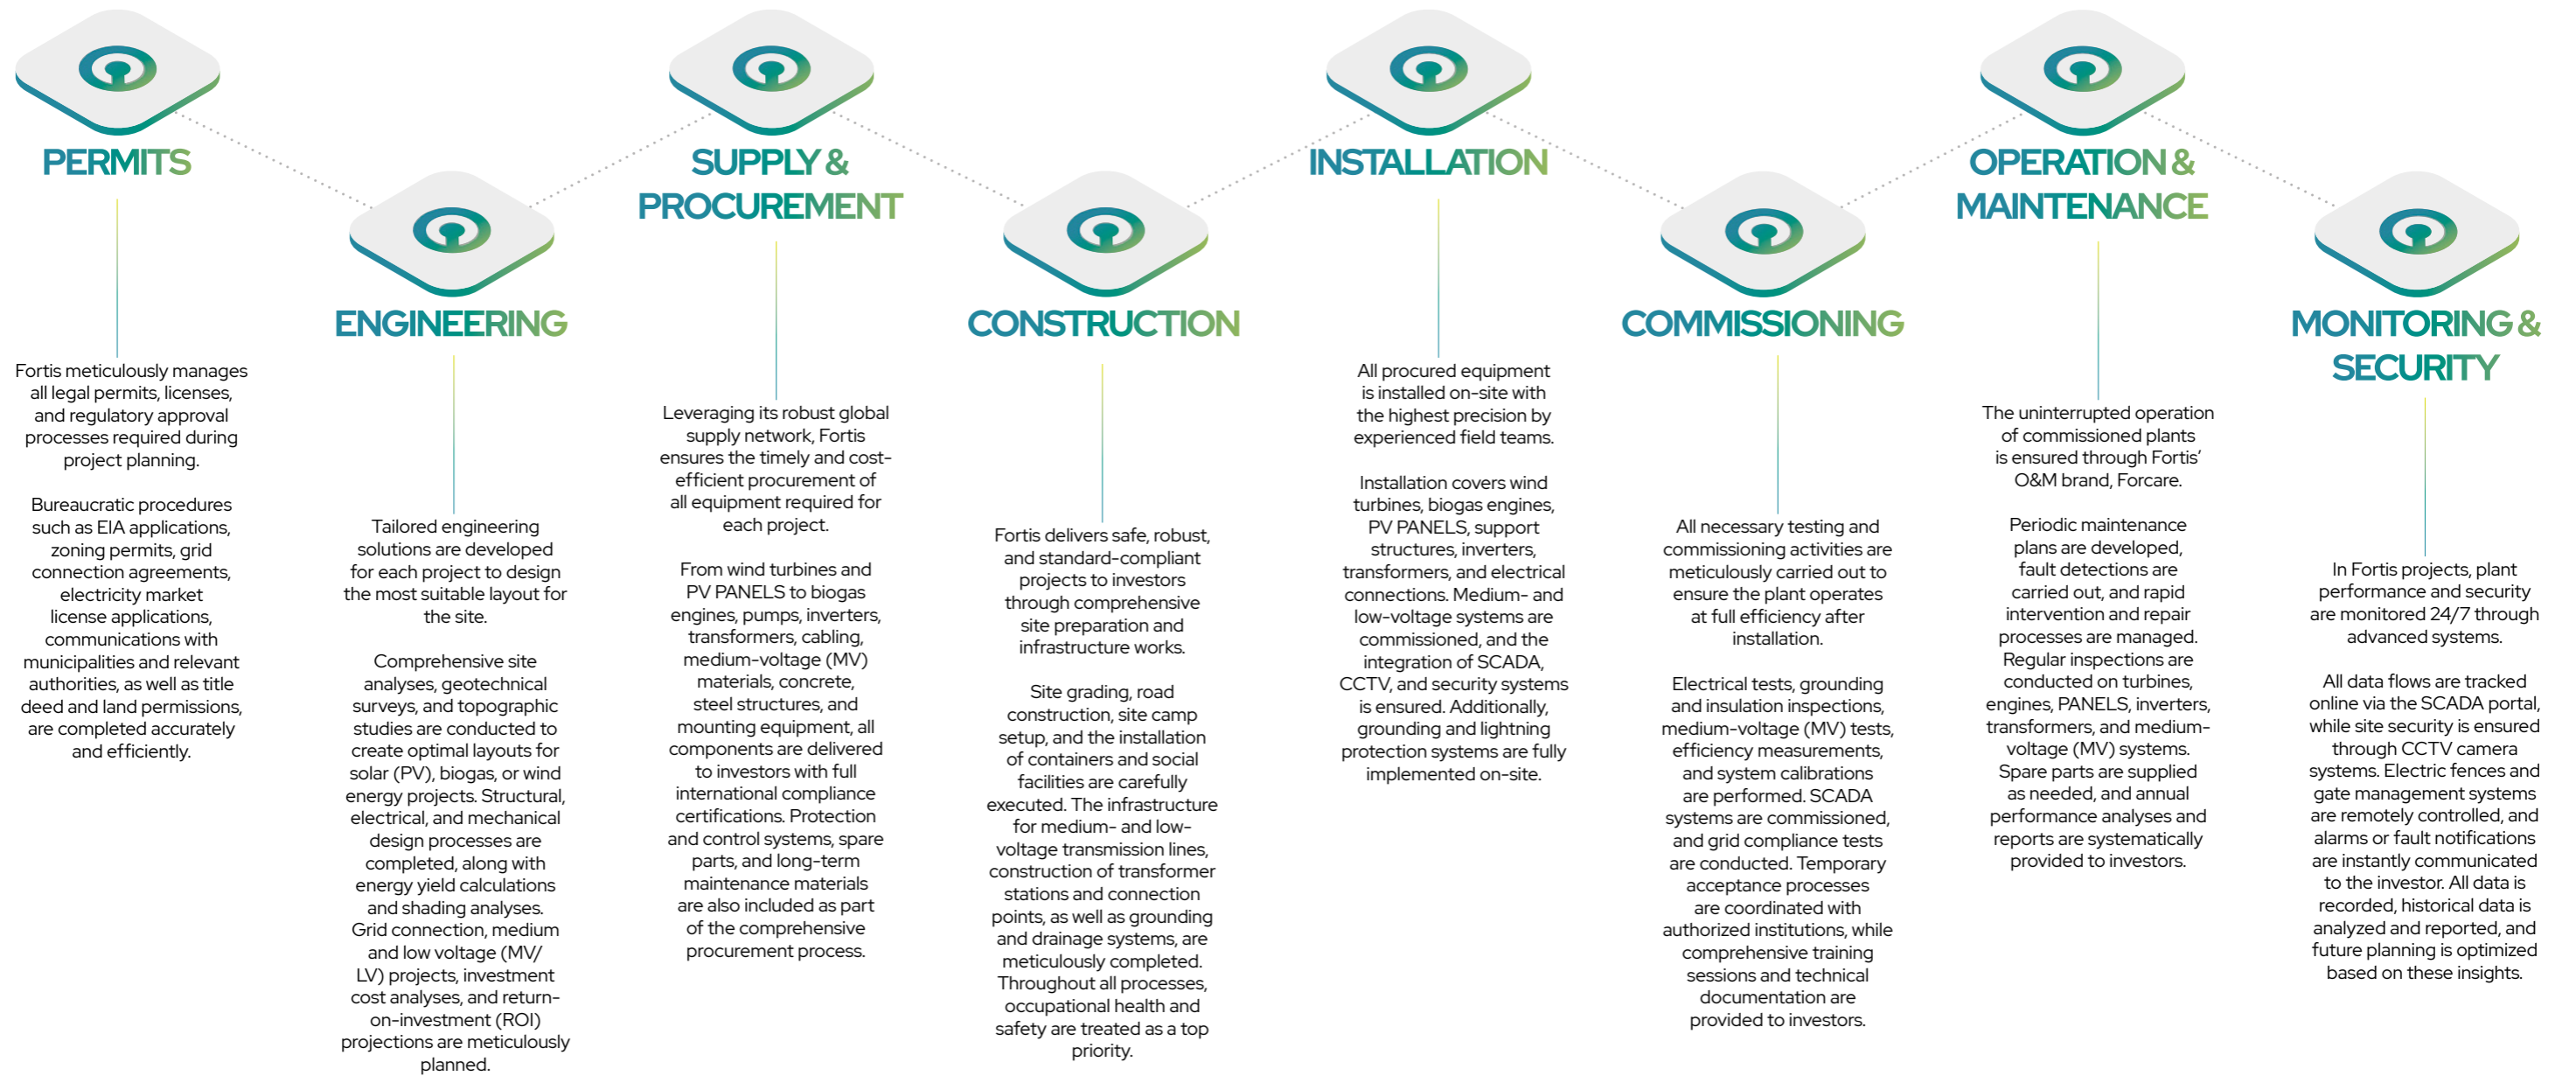 PERMITS
Fortis meticulously manages
all legal permits, licenses,
and regulatory approval
processes required during
project planning.
Bureaucratic procedures
such as EIA applications,
zoning permits, grid
connection agreements,
electricity market
license applications,
communications with
municipalities and relevant
authorities, as well as title
deed and land permissions,
are completed accurately
and efficiently.
ENGINEERING
Tailored engineering
solutions are developed
for each project to design
the most suitable layout for
the site.
Comprehensive site
analyses, geotechnical
surveys, and topographic
studies are conducted to
create optimal layouts for
solar (PV), biogas, or wind
energy projects. Structural,
electrical, and mechanical
design processes are
completed, along with
energy yield calculations
and shading analyses.
Grid connection, medium
and low voltage (MV/
LV) projects, investment
cost analyses, and return-
on-investment (ROI)
projections are meticulously
planned.
SUPPLY &
PROCUREMENT
Leveraging its robust global
supply network, Fortis
ensures the timely and cost-
efficient procurement of
all equipment required for
each project.
From wind turbines and
PV PANELS to biogas
engines, pumps, inverters,
transformers, cabling,
medium-voltage (MV)
materials, concrete,
steel structures, and
mounting equipment, all
components are delivered
to investors with full
international compliance
certifications. Protection
and control systems, spare
parts, and long-term
maintenance materials
are also included as part
of the comprehensive
procurement process.
CONSTRUCTION
Fortis delivers safe, robust,
and standard-compliant
projects to investors
through comprehensive
site preparation and
infrastructure works.
Site grading, road
construction, site camp
setup, and the installation
of containers and social
facilities are carefully
executed. The infrastructure
for medium- and low-
voltage transmission lines,
construction of transformer
stations and connection
points, as well as grounding
and drainage systems, are
meticulously completed.
Throughout all processes,
occupational health and
safety are treated as a top
priority.
INSTALLATION
All procured equipment
is installed on-site with
the highest precision by
experienced field teams.
Installation covers wind
turbines, biogas engines,
PV PANELS, support
structures, inverters,
transformers, and electrical
connections. Medium- and
low-voltage systems are
commissioned, and the
integration of SCADA,
CCTV, and security systems
is ensured. Additionally,
grounding and lightning
protection systems are fully
implemented on-site.
COMMISSIONING
All necessary testing and
commissioning activities are
meticulously carried out to
ensure the plant operates
at full efficiency after
installation.
Electrical tests, grounding
and insulation inspections,
medium-voltage (MV) tests,
efficiency measurements,
and system calibrations
are performed. SCADA
systems are commissioned,
and grid compliance tests
are conducted. Temporary
acceptance processes
are coordinated with
authorized institutions, while
comprehensive training
sessions and technical
documentation are
provided to investors.
OPERATION &
MAINTENANCE
The uninterrupted operation
of commissioned plants
is ensured through Fortis'
O&M brand, Forcare.
Periodic maintenance
plans are developed,
fault detections are
carried out, and rapid
intervention and repair
processes are managed.
Regular inspections are
conducted on turbines,
engines, PANELS, inverters,
transformers, and medium-
voltage (MV) systems.
Spare parts are supplied
as needed, and annual
performance analyses and
reports are systematically
provided to investors.
MONITORING &
SECURITY
In Fortis projects, plant
performance and security
are monitored 24/7 through
advanced systems.
All data flows are tracked
online via the SCADA portal,
while site security is ensured
through CCTV camera
systems. Electric fences and
gate management systems
are remotely controlled, and
alarms or fault notifications
are instantly communicated
to the investor. All data is
recorded, historical data is
analyzed and reported, and
future planning is optimized
based on these insights.